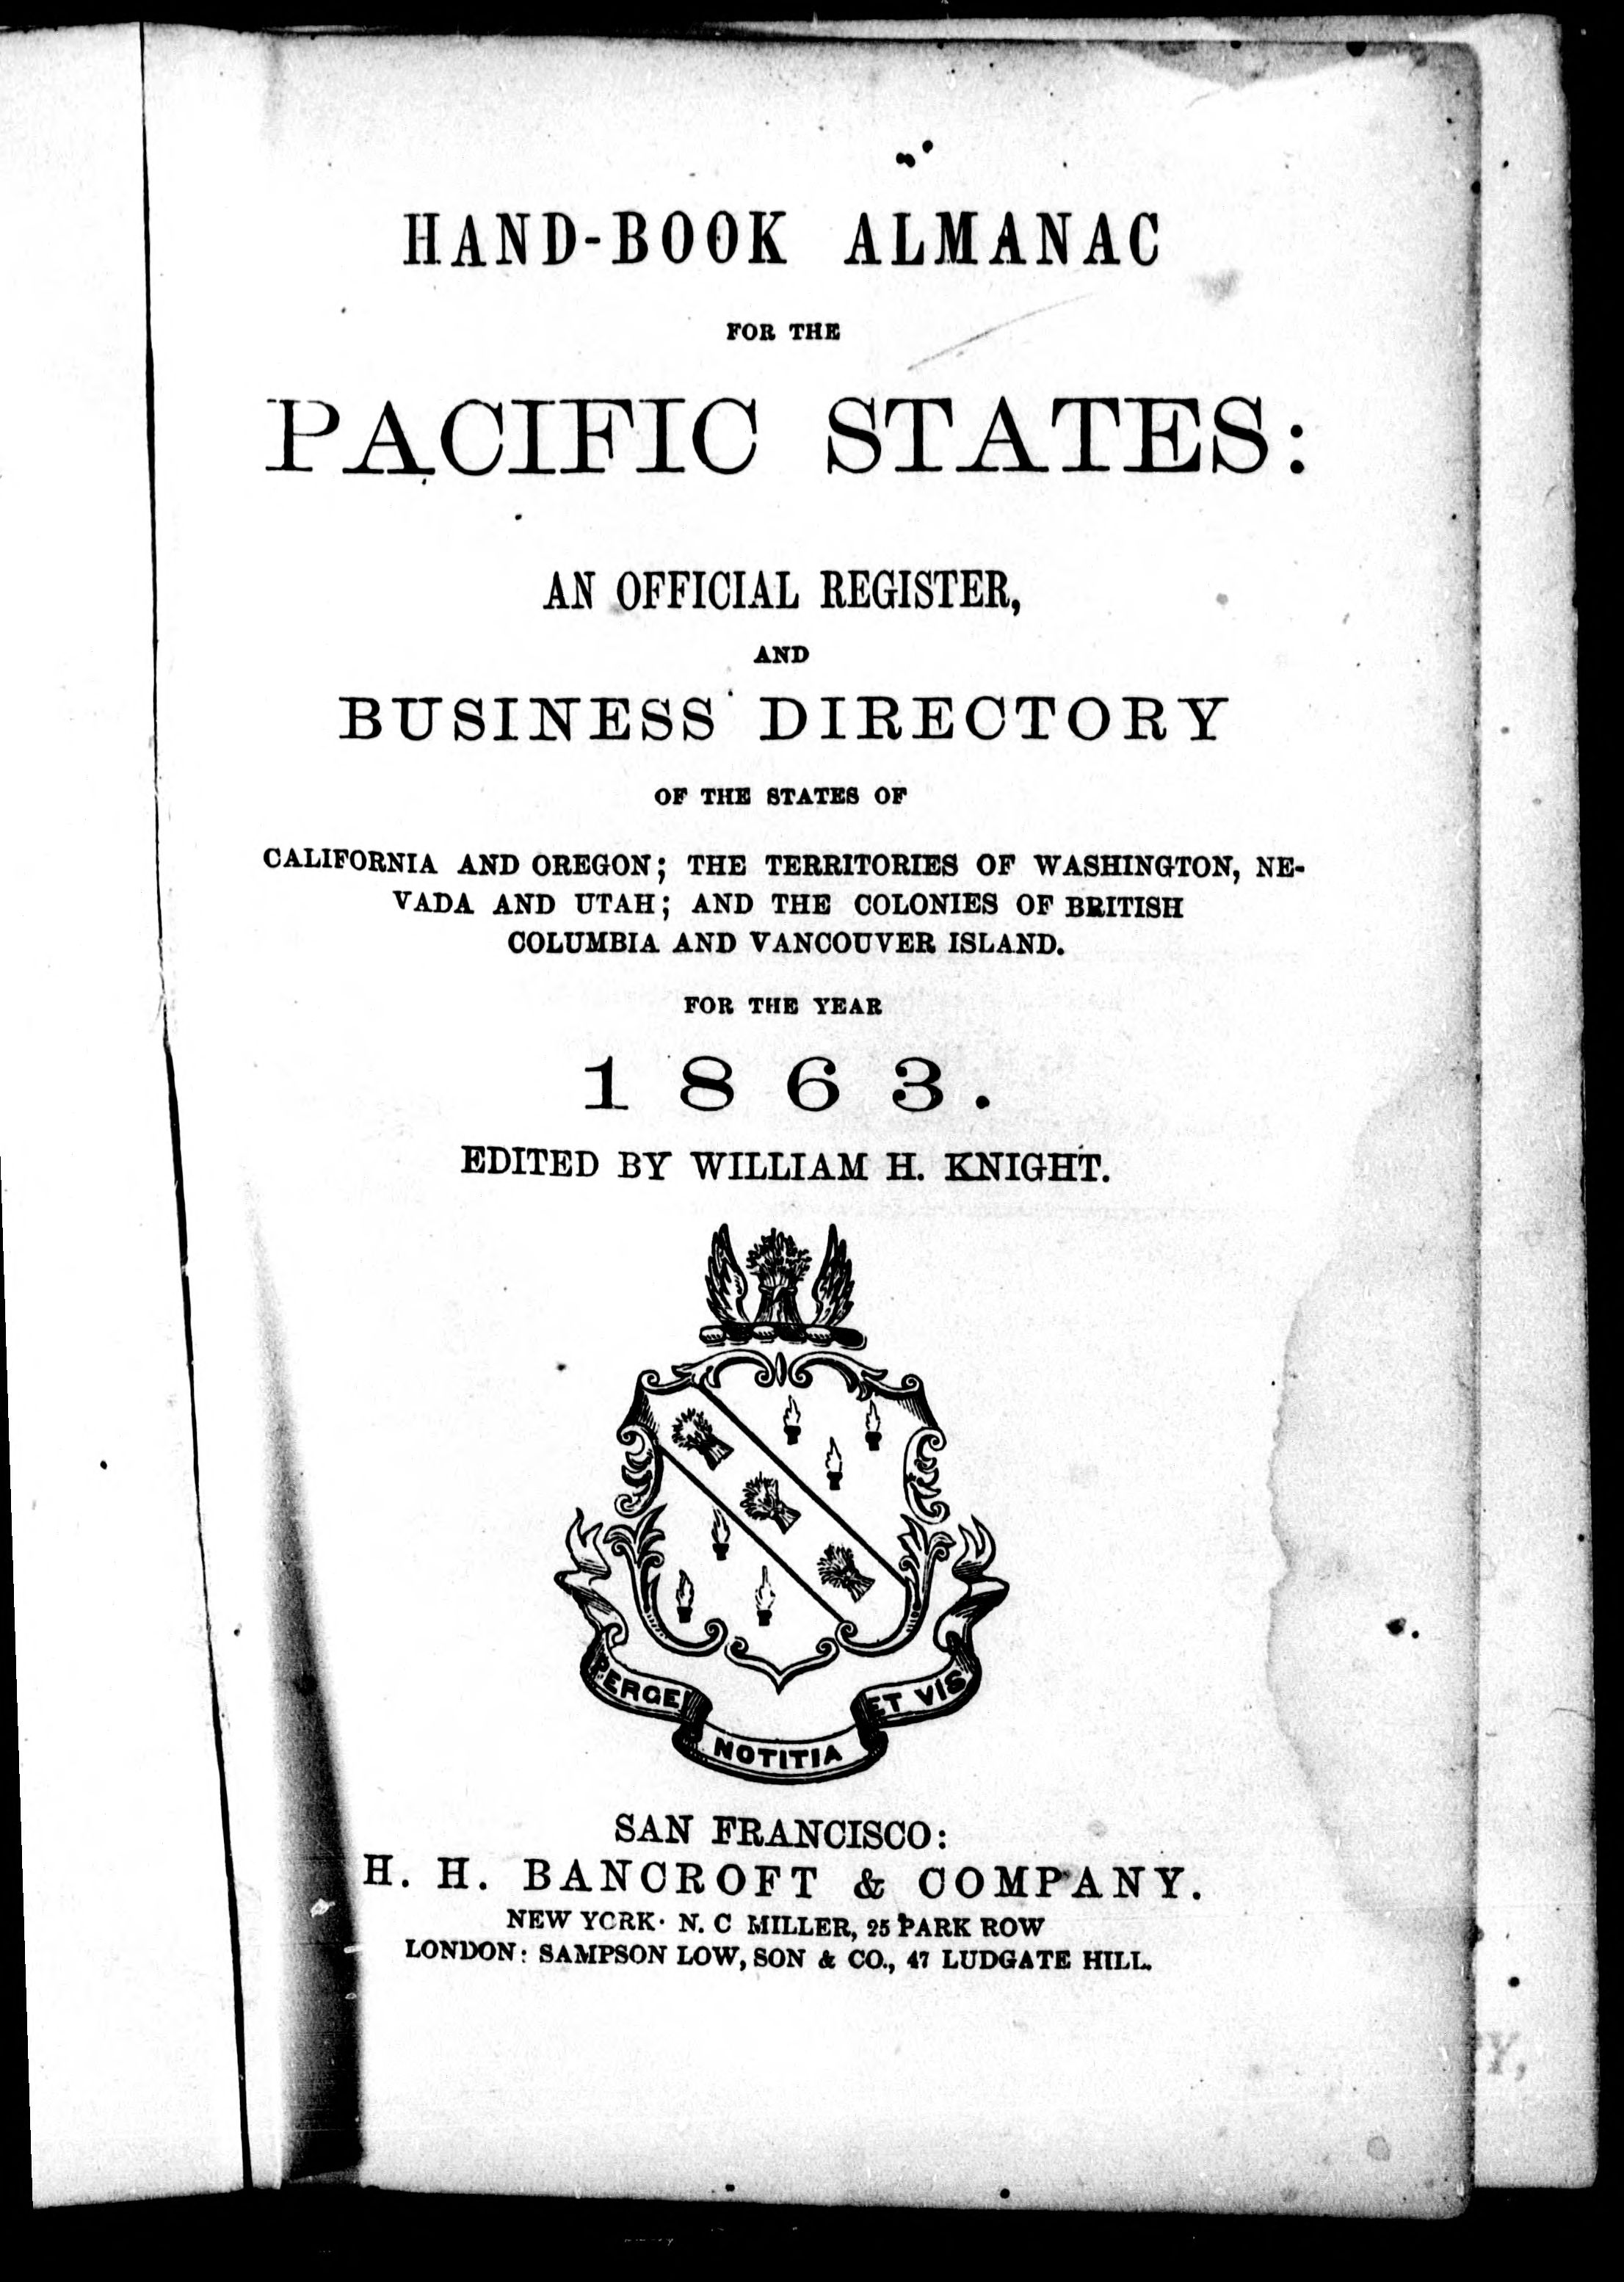 HAND-BOOK ALMANAC
FOR THE
PACIFIC STATES:
AN OFFICIAL REGISTER,
AND
BUSINESS DIRECTORY
OF THE STATES OF
CALIFORNIA AND OREGON; THE TERRITORIES OF WASHINGTON, NE-
VADA AND UTAH; AND THE COLONIES OF BRITISH
COLUMBIA AND VANCOUVER ISLAND.
FOR THE YEAR
1863.
EDITED BY WILLIAM H. KNIGHT.
NOTITIA
ET VIS
SAN FRANCISCO:
H. H. BANCROFT & COMPANY.
NEW YORK· N. C MILLER, 25 PARK ROW
LONDON: SAMPSON LOW, SON & CO., 47 LUDGATE HILL.
Y,